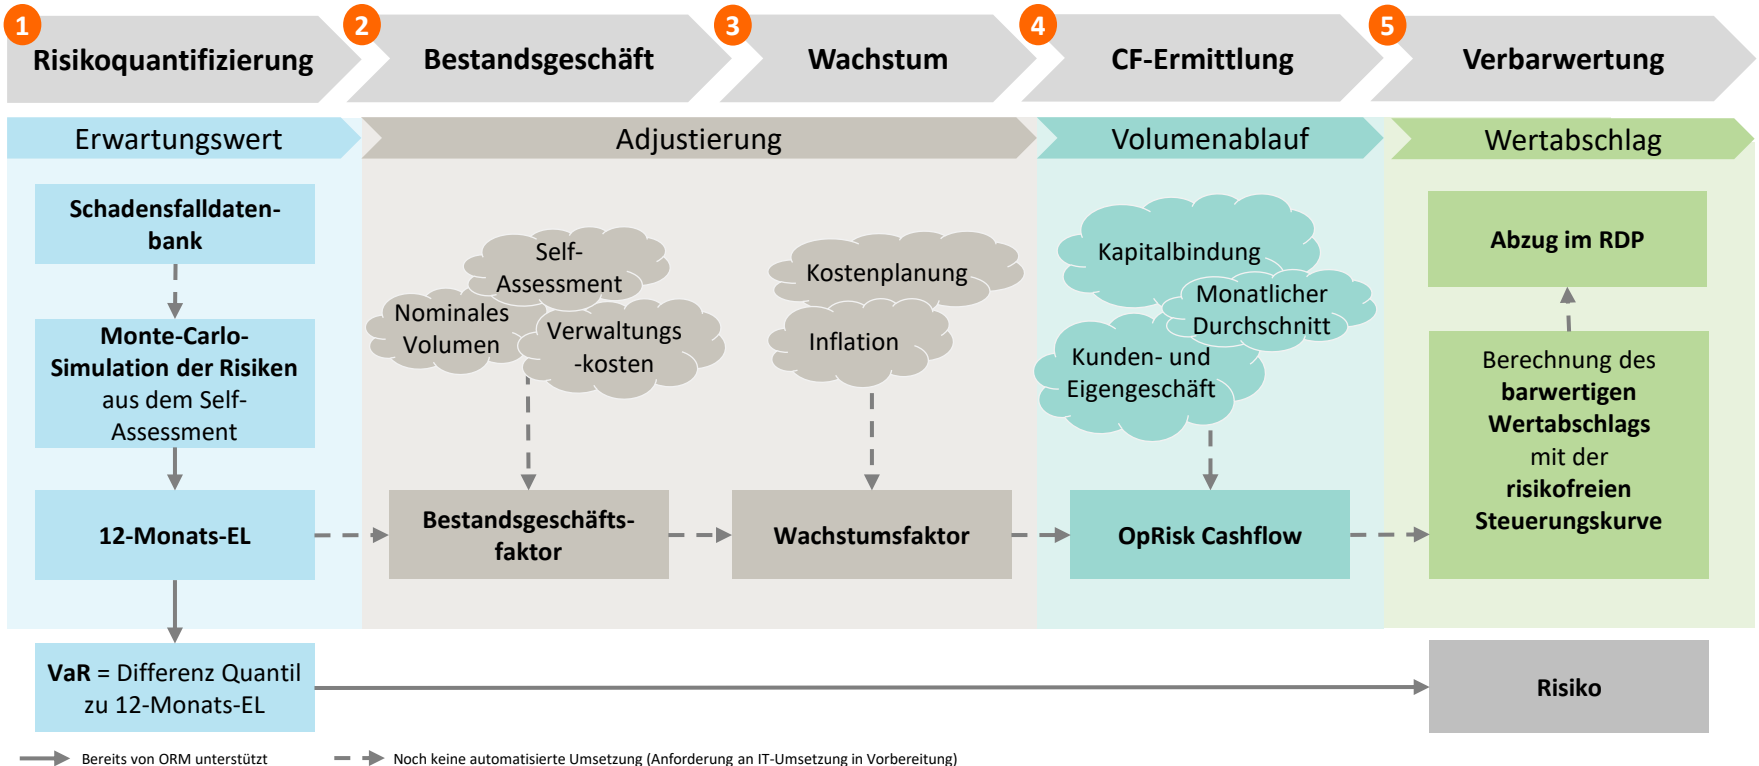 1
Risikoquantifizierung
2
Bestandsgeschäft
3
Wachstum
4
CF-Ermittlung
5
Verbarwertung
Erwartungswert
Adjustierung
Volumenablauf
Wertabschlag
Schadensfalldaten-
bank
Monte-Carlo-
Simulation der Risiken
aus dem Self-
Assessment
12-Monats-EL
VaR = Differenz Quantil
zu 12-Monats-EL
Self-
Assessment
Nominales
Volumen
Verwaltungs
-kosten
Bestandsgeschäfts-
faktor
Kostenplanung
Inflation
Wachstumsfaktor
Kapitalbindung
Monatlicher
Durchschnitt
Kunden- und
Eigengeschäft
OpRisk Cashflow
Abzug im RDP
Berechnung des
barwertigen
Wertabschlags
mit der
risikofreien
Steuerungskurve
Risiko
Bereits von ORM unterstützt
Noch keine automatisierte Umsetzung (Anforderung an IT-Umsetzung in Vorbereitung)